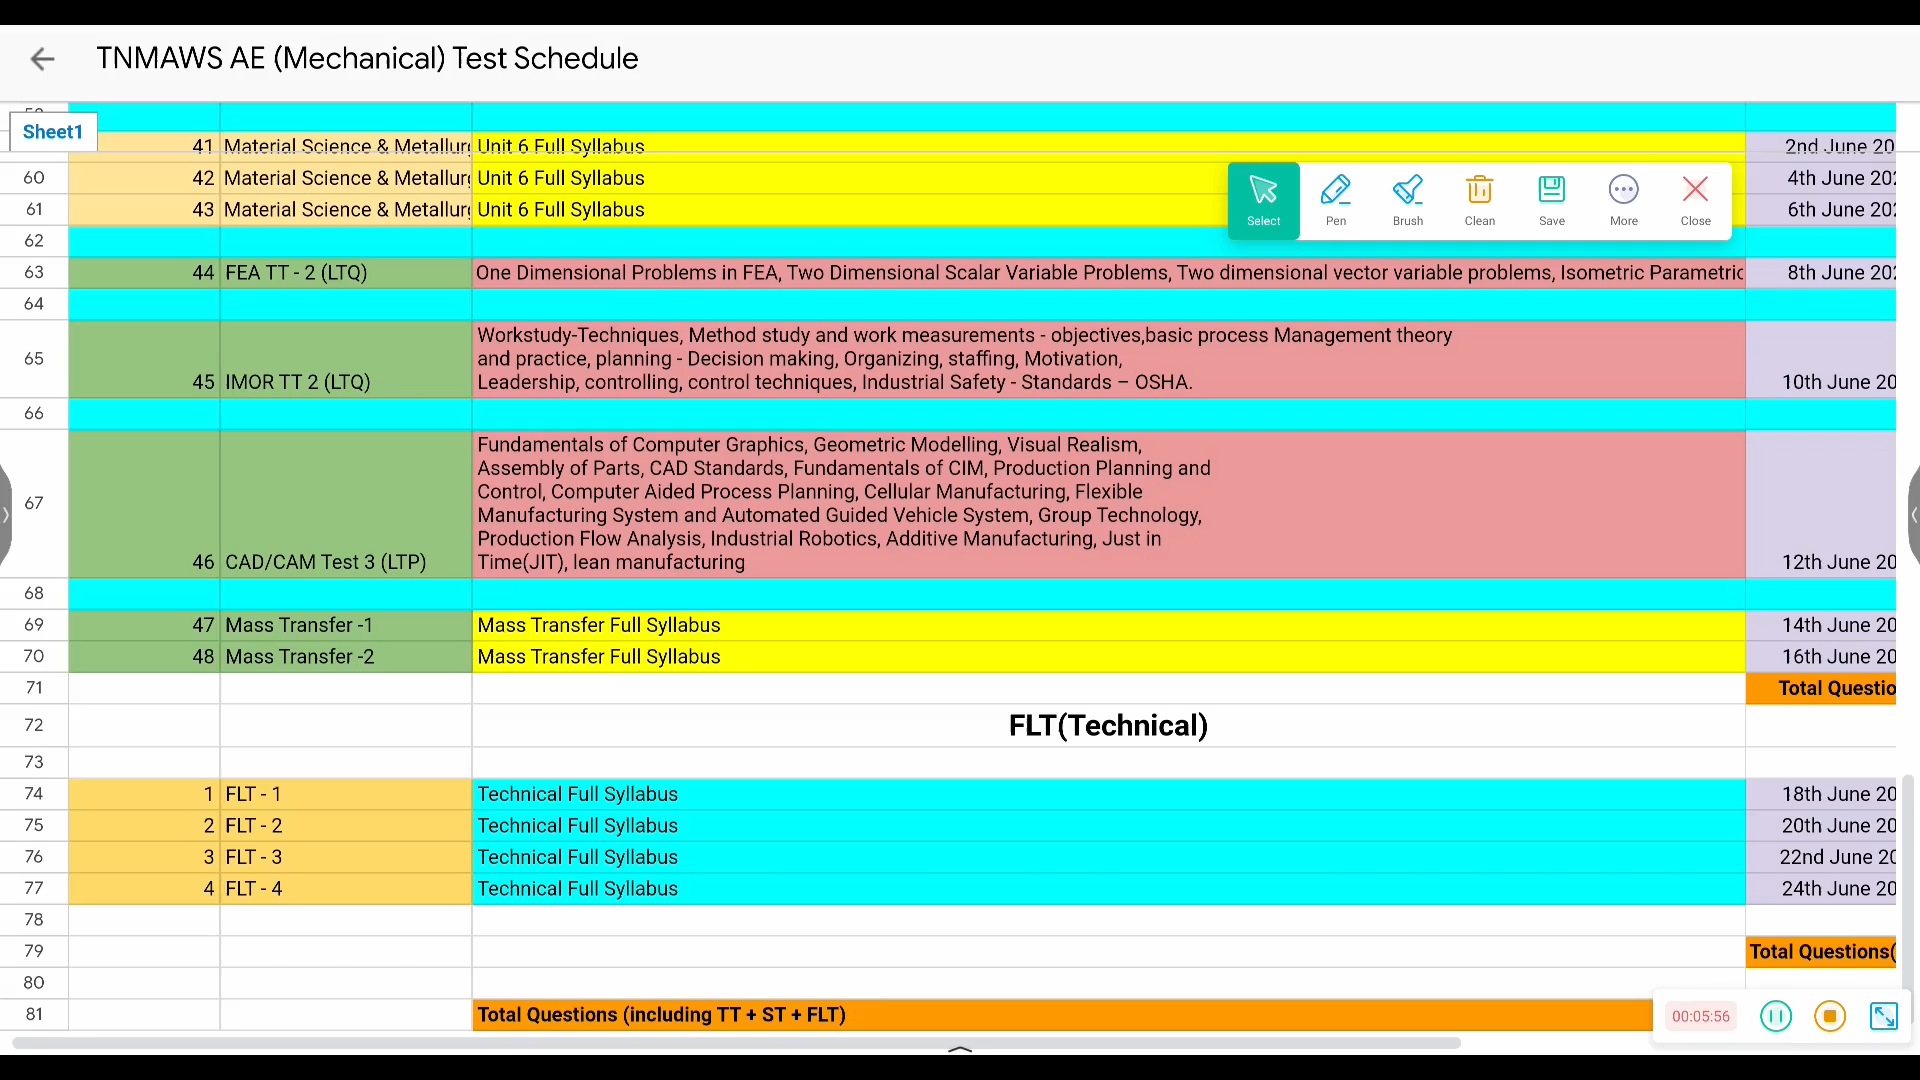 TNMAWS AE (Mechanical) Test Schedule
Sheet1
41 Material Science & Metallurg Unit 6 Full Syllabus 2nd June 20
60 42 Material Science & Metallurg Unit 6 Full Syllabus 4th June 202
61 43 Material Science & Metallurg Unit 6 Full Syllabus 6th June 202
Select Pen Brush Clean Save More Close
62
63 44 FEA TT - 2 (LTQ) One Dimensional Problems in FEA, Two Dimensional Scalar Variable Problems, Two dimensional vector variable problems, Isometric Parametric 8th June 202
64
Workstudy-Techniques, Method study and work measurements - objectives,basic process Management theory
65 and practice, planning - Decision making, Organizing, staffing, Motivation,
45 IMOR TT 2 (LTQ) Leadership, controlling, control techniques, Industrial Safety - Standards – OSHA. 10th June 20
66
Fundamentals of Computer Graphics, Geometric Modelling, Visual Realism,
Assembly of Parts, CAD Standards, Fundamentals of CIM, Production Planning and
67 Control, Computer Aided Process Planning, Cellular Manufacturing, Flexible
Manufacturing System and Automated Guided Vehicle System, Group Technology,
Production Flow Analysis, Industrial Robotics, Additive Manufacturing, Just in
46 CAD/CAM Test 3 (LTP) Time(JIT), lean manufacturing 12th June 20
68
69 47 Mass Transfer -1 Mass Transfer Full Syllabus 14th June 20
70 48 Mass Transfer -2 Mass Transfer Full Syllabus 16th June 20
71 Total Questio
72 FLT(Technical)
73
74 1 FLT - 1 Technical Full Syllabus 18th June 20
75 2 FLT - 2 Technical Full Syllabus 20th June 20
76 3 FLT - 3 Technical Full Syllabus 22nd June 20
77 4 FLT - 4 Technical Full Syllabus 24th June 20
78
79 Total Questions(
80
81 Total Questions (including TT + ST + FLT)
00:05:56